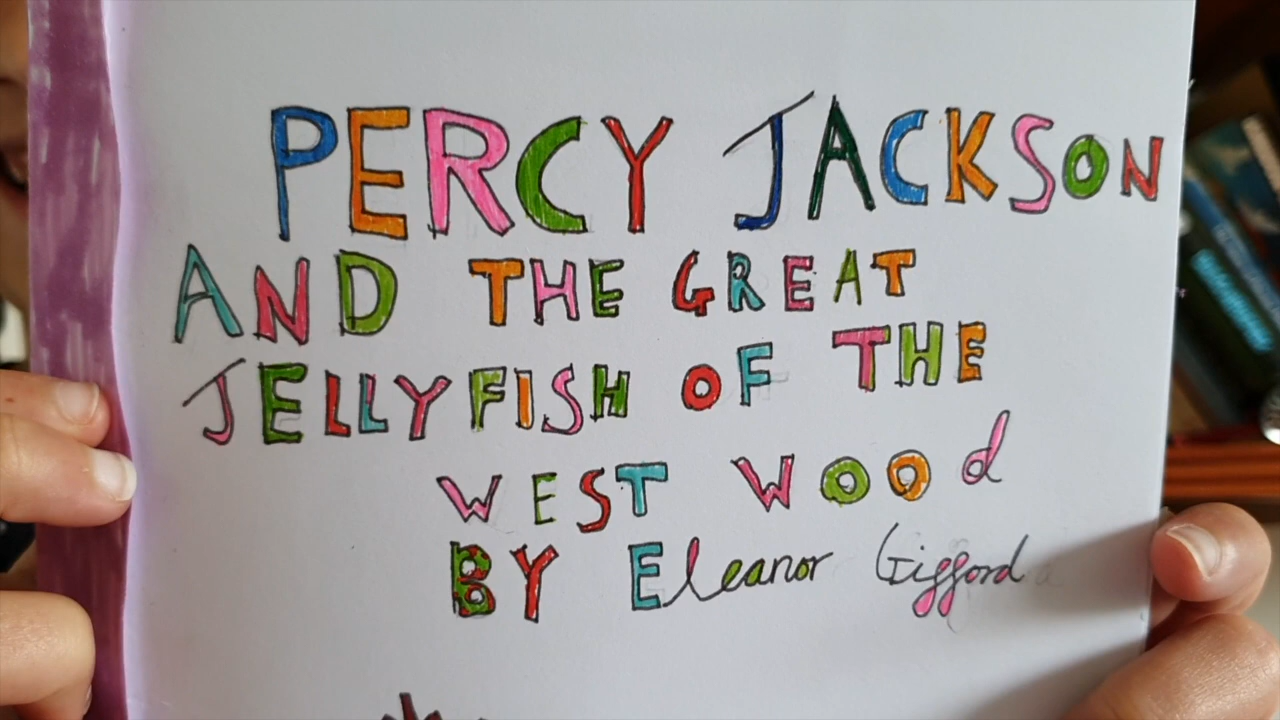 PERCY JACKSON
AND THE GREAT
JELLYFISH OF THE
WEST WOOd
BY Eleanor Gifford